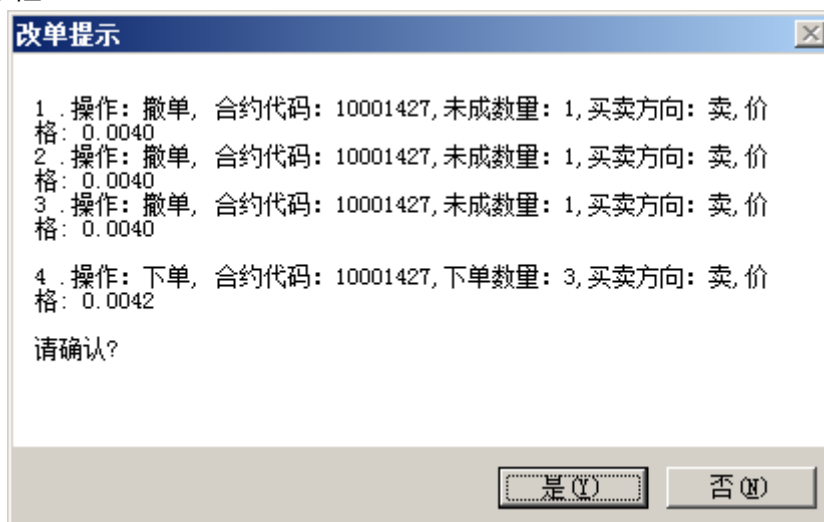 改单提示
1 .操作：撤单, 合约代码：10001427,未成数量：1,买卖方向：卖,价
格：0.0040
2 .操作：撤单, 合约代码：10001427,未成数量：1,买卖方向：卖,价
格：0.0040
3 .操作：撤单, 合约代码：10001427,未成数量：1,买卖方向：卖,价
格：0.0040
4 .操作：下单, 合约代码：10001427,下单数量：3,买卖方向：卖,价
格：0.0042
请确认?
是(Y) 否(N)